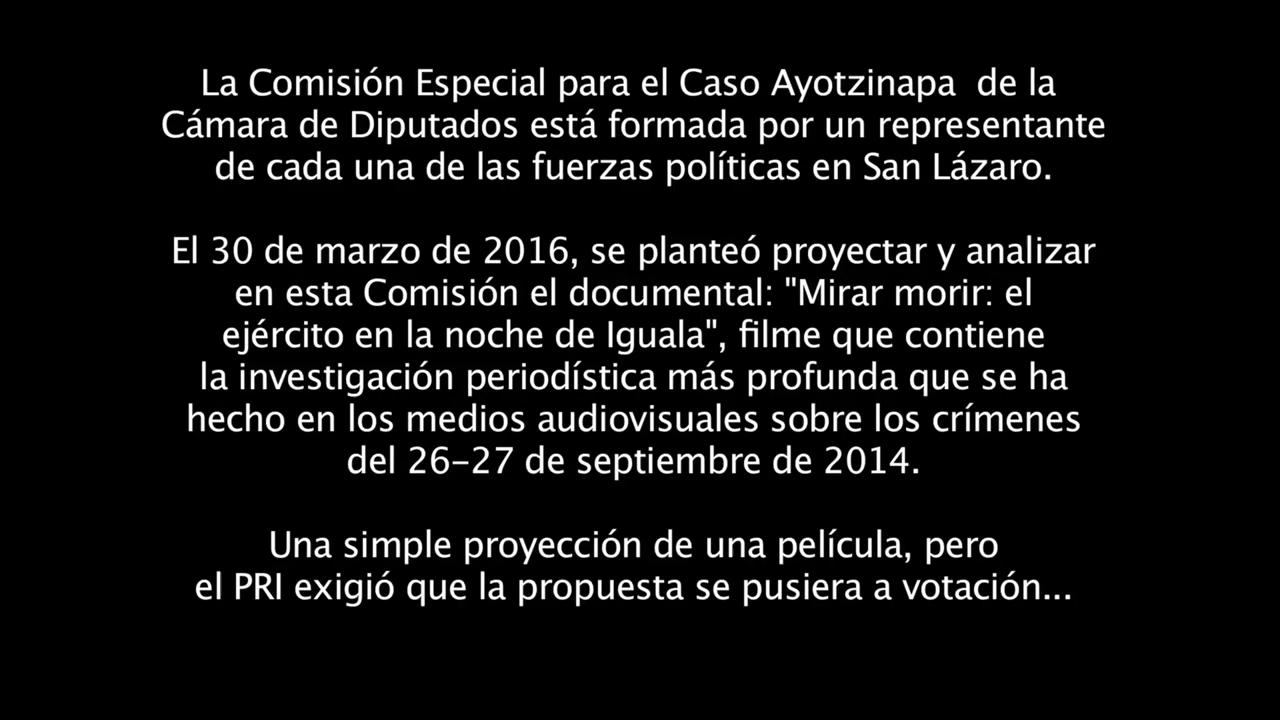 La Comisión Especial para el Caso Ayotzinapa  de la
Cámara de Diputados está formada por un representante
de cada una de las fuerzas políticas en San Lázaro.
El 30 de marzo de 2016, se planteó proyectar y analizar
en esta Comisión el documental: "Mirar morir: el
ejército en la noche de Iguala", filme que contiene
la investigación periodística más profunda que se ha
hecho en los medios audiovisuales sobre los crímenes
del 26–27 de septiembre de 2014.
Una simple proyección de una película, pero
el PRI exigió que la propuesta se pusiera a votación...